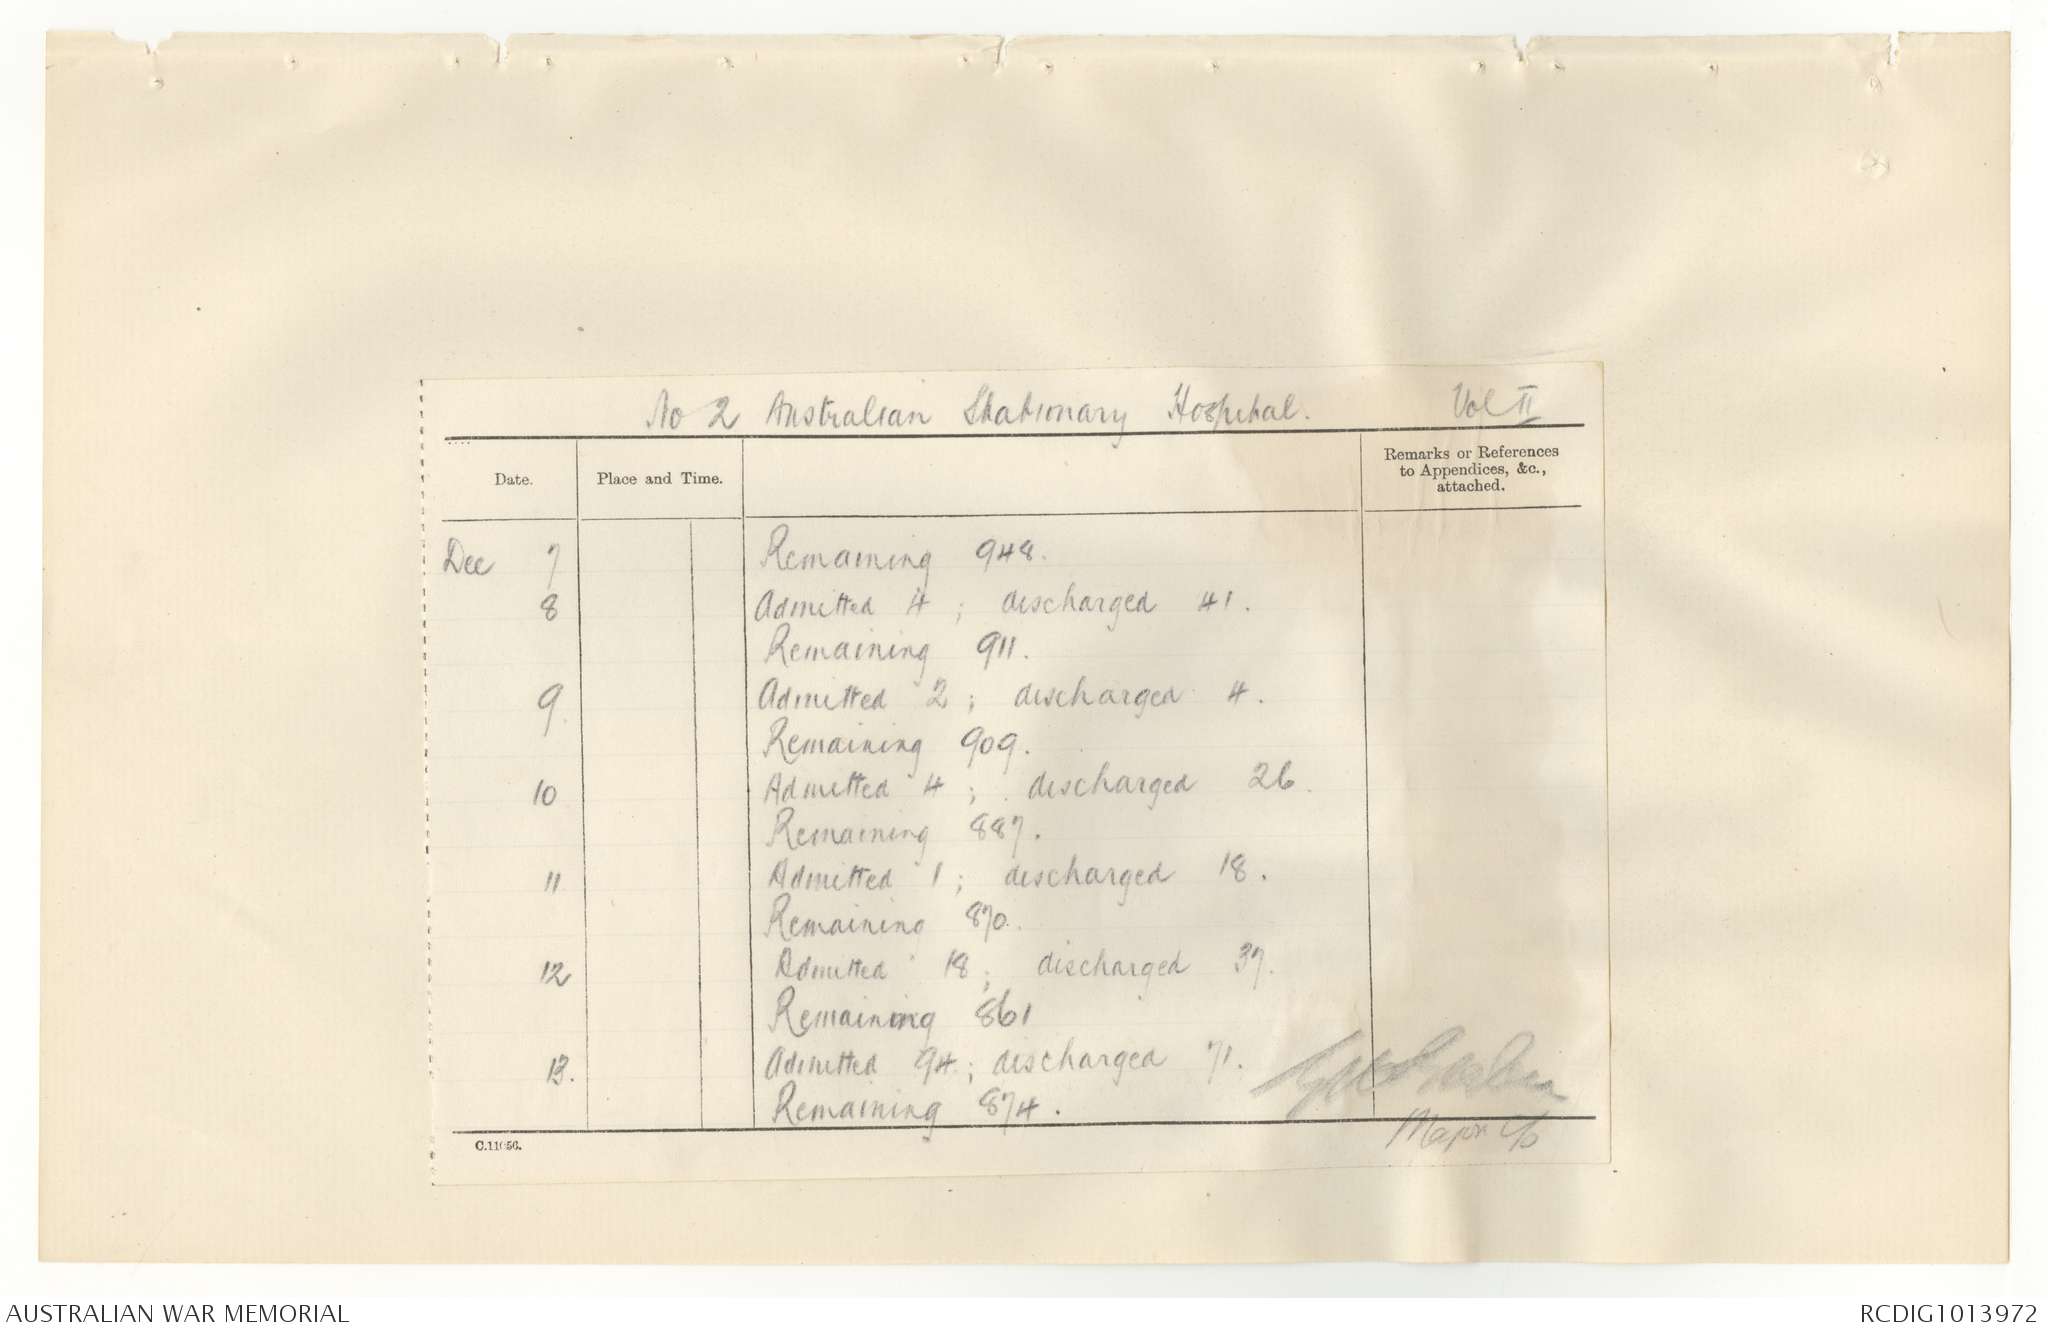 No 2 Australian Stationary Hospital. Vol II
Date. Place and Time. Remarks or References to Appendices, &c., attached.
Dec 7 Remaining 948.
8 Admitted 4 ; discharged 41.
Remaining 911.
9 Admitted 2 ; discharged 4.
Remaining 909.
10 Admitted 4 ; discharged 26.
Remaining 887.
11 Admitted 1 ; discharged 18.
Remaining 870.
12 Admitted 18 ; discharged 37.
Remaining 861
13. Admitted 94 ; discharged 71.
Remaining 874.
Major
C.11056.
AUSTRALIAN WAR MEMORIAL RCDIG1013972